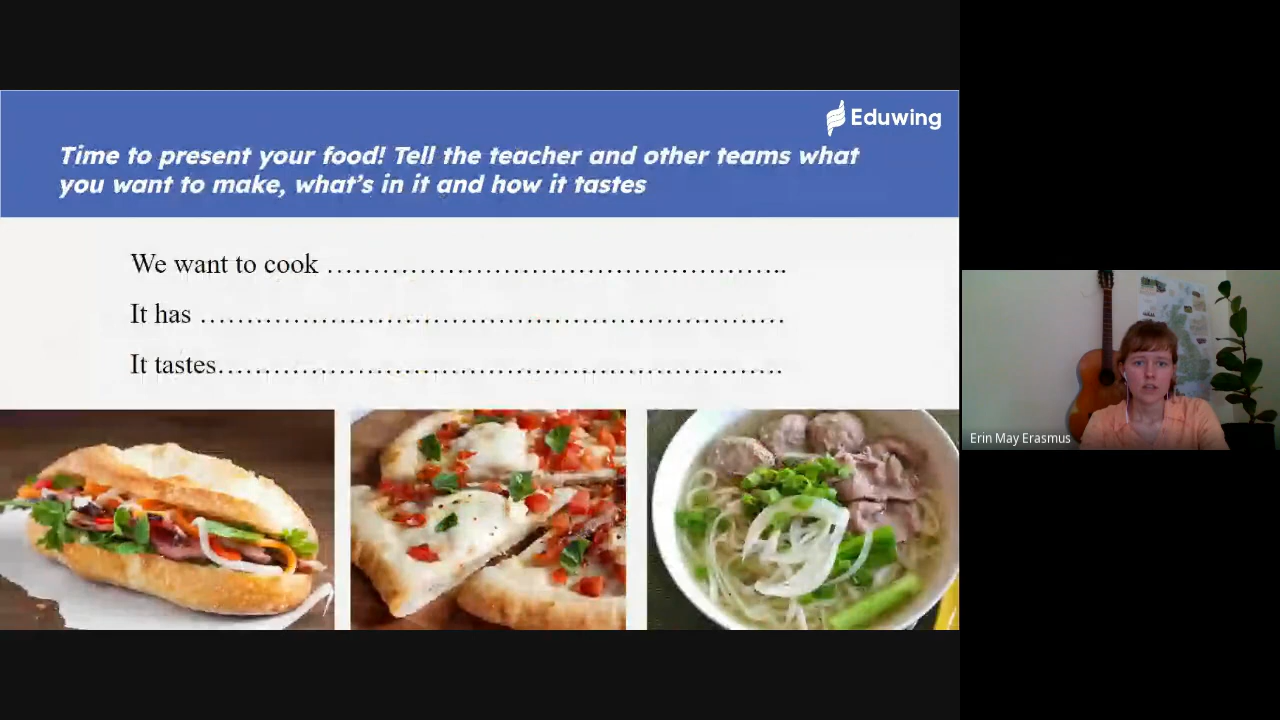 Eduwing
Time to present your food! Tell the teacher and other teams what
you want to make, what's in it and how it tastes
We want to cook …………………………………………..
It has …………………………………………………
It tastes……………………………………………….
Erin May Erasmus